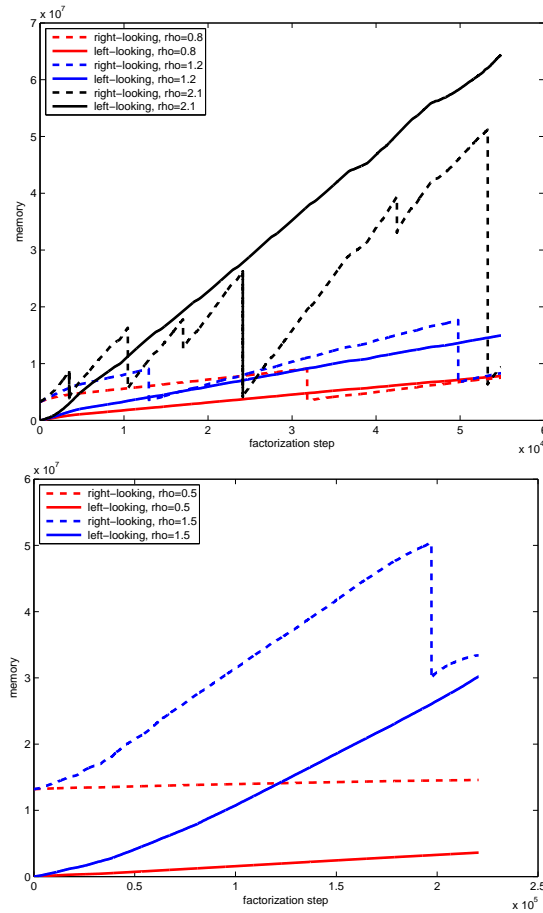 x 10^7
7
6
5
4
3
2
1
0
memory
right−looking, rho=0.8
left−looking, rho=0.8
right−looking, rho=1.2
left−looking, rho=1.2
right−looking, rho=2.1
left−looking, rho=2.1
0 1 2 3 4 5 6
factorization step
x 10^4
x 10^7
6
5
4
3
2
1
0
memory
right−looking, rho=0.5
left−looking, rho=0.5
right−looking, rho=1.5
left−looking, rho=1.5
0 0.5 1 1.5 2 2.5
factorization step
x 10^5